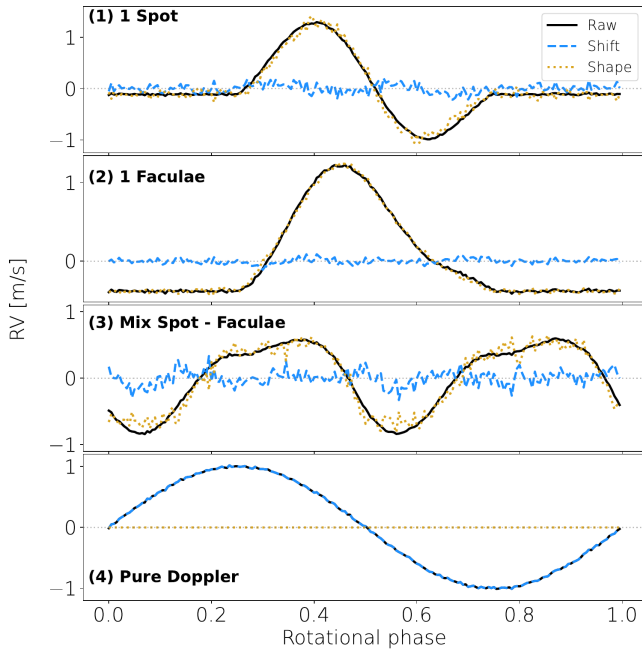 (1) 1 Spot
Raw
Shift
Shape
1
0
−1
(2) 1 Faculae
1
0
(3) Mix Spot - Faculae
1
0
−1
(4) Pure Doppler
1
0
−1
0.0 0.2 0.4 0.6 0.8 1.0
Rotational phase
RV [m/s]